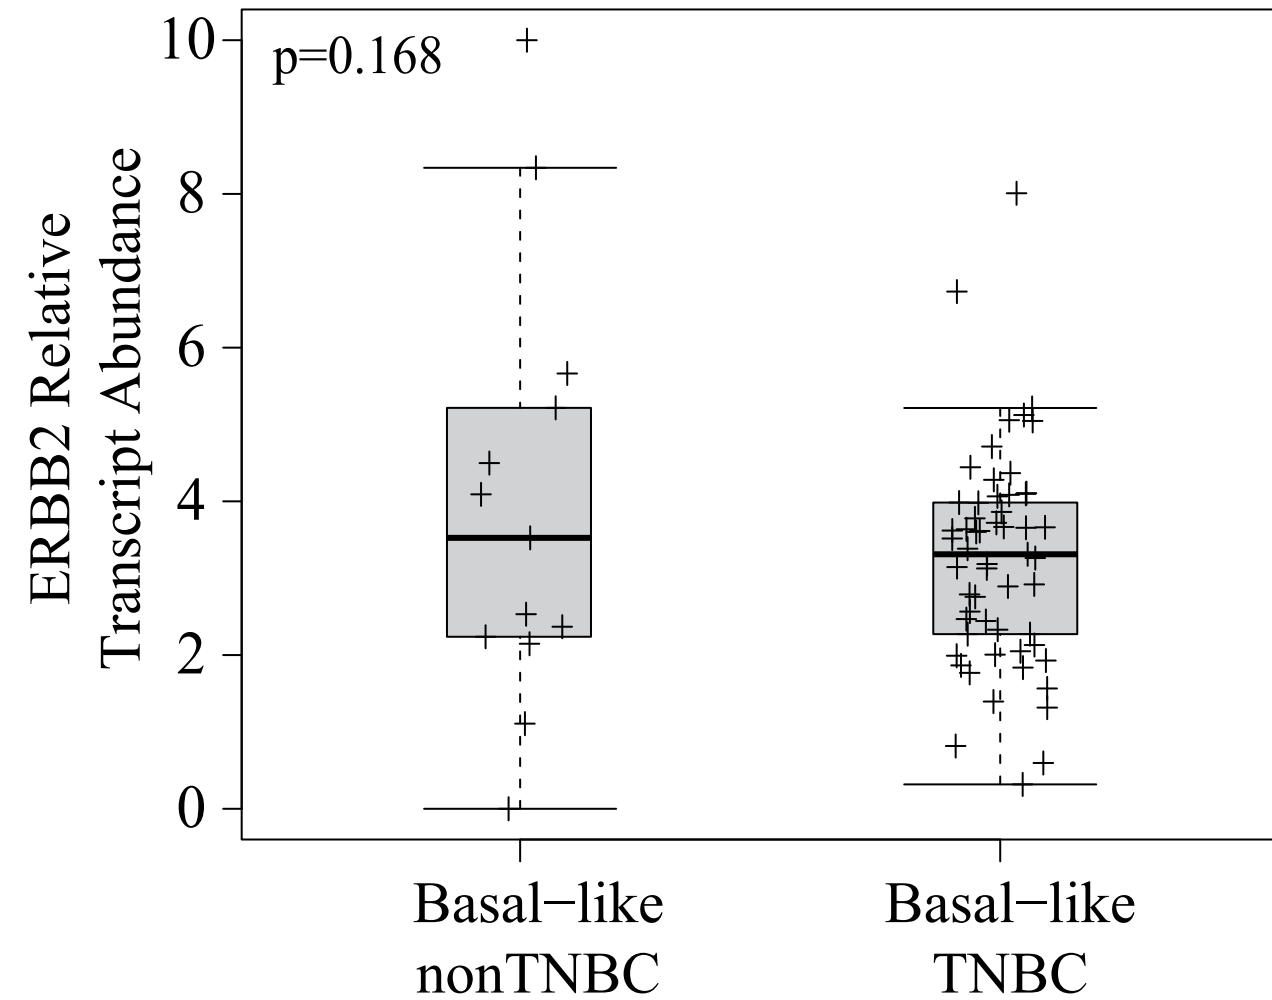 ERBB2 Relative
Transcript Abundance
10
8
6
4
2
0
p=0.168
Basal−like
nonTNBC
Basal−like
TNBC